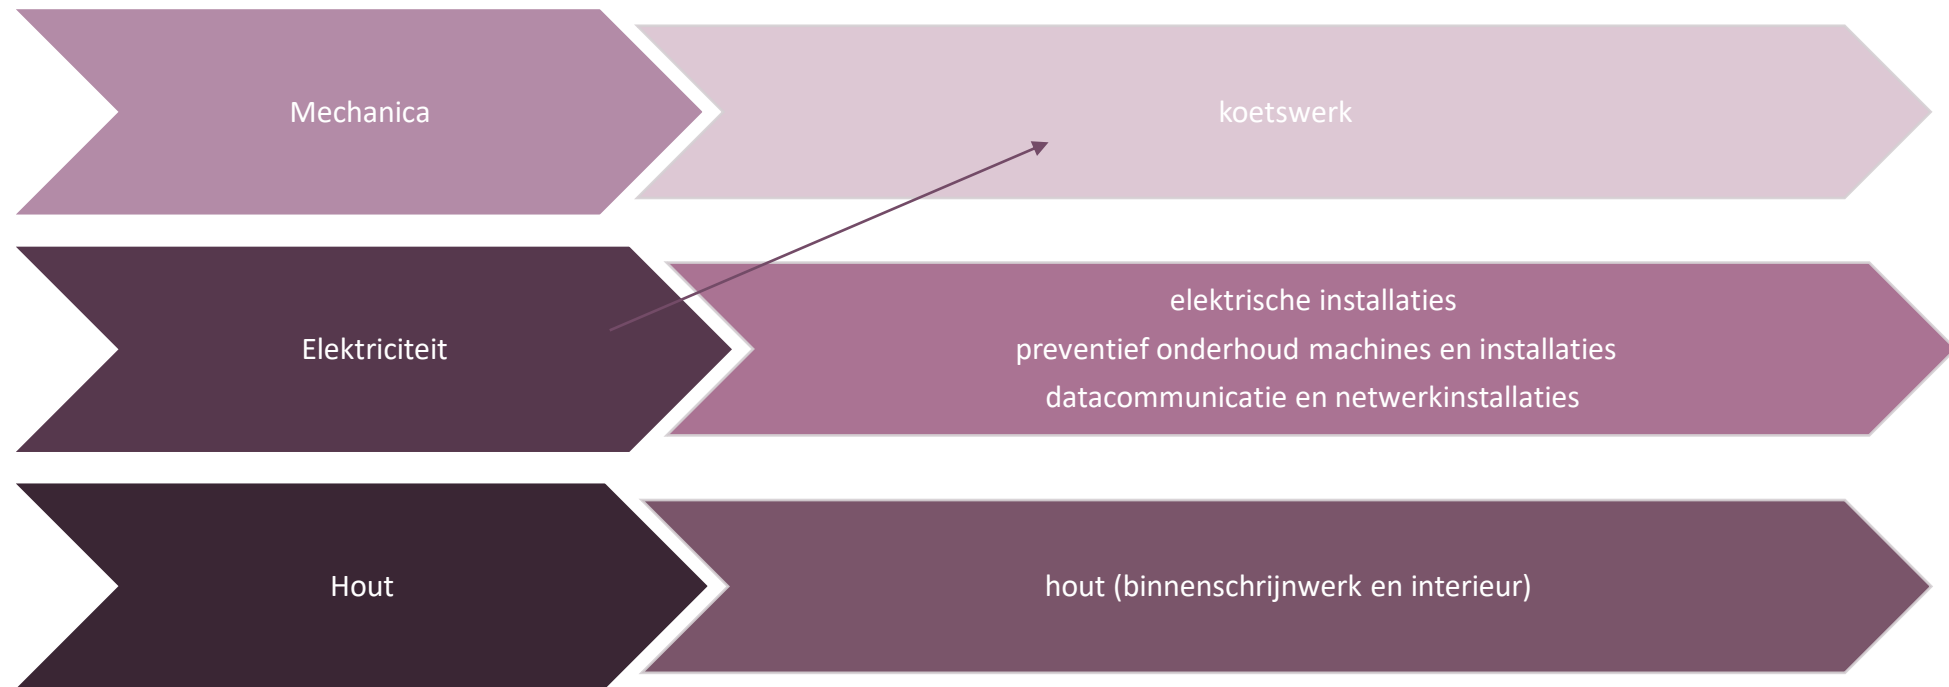 Mechanica
koetswerk
Elektriciteit
elektrische installaties
preventief onderhoud machines en installaties
datacommunicatie en netwerkinstallaties
Hout
hout (binnenschrijnwerk en interieur)